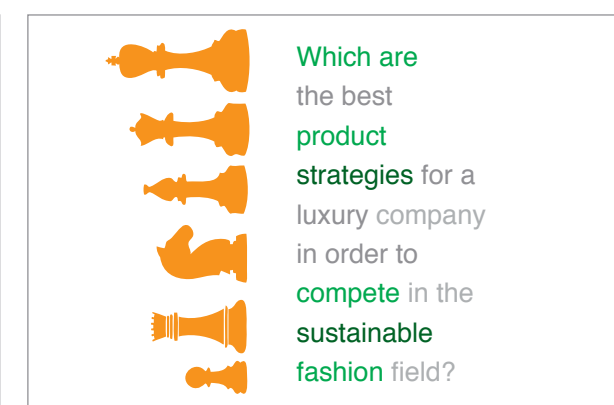 Which are
the best
product
strategies for a
luxury company
in order to
compete in the
sustainable
fashion field?